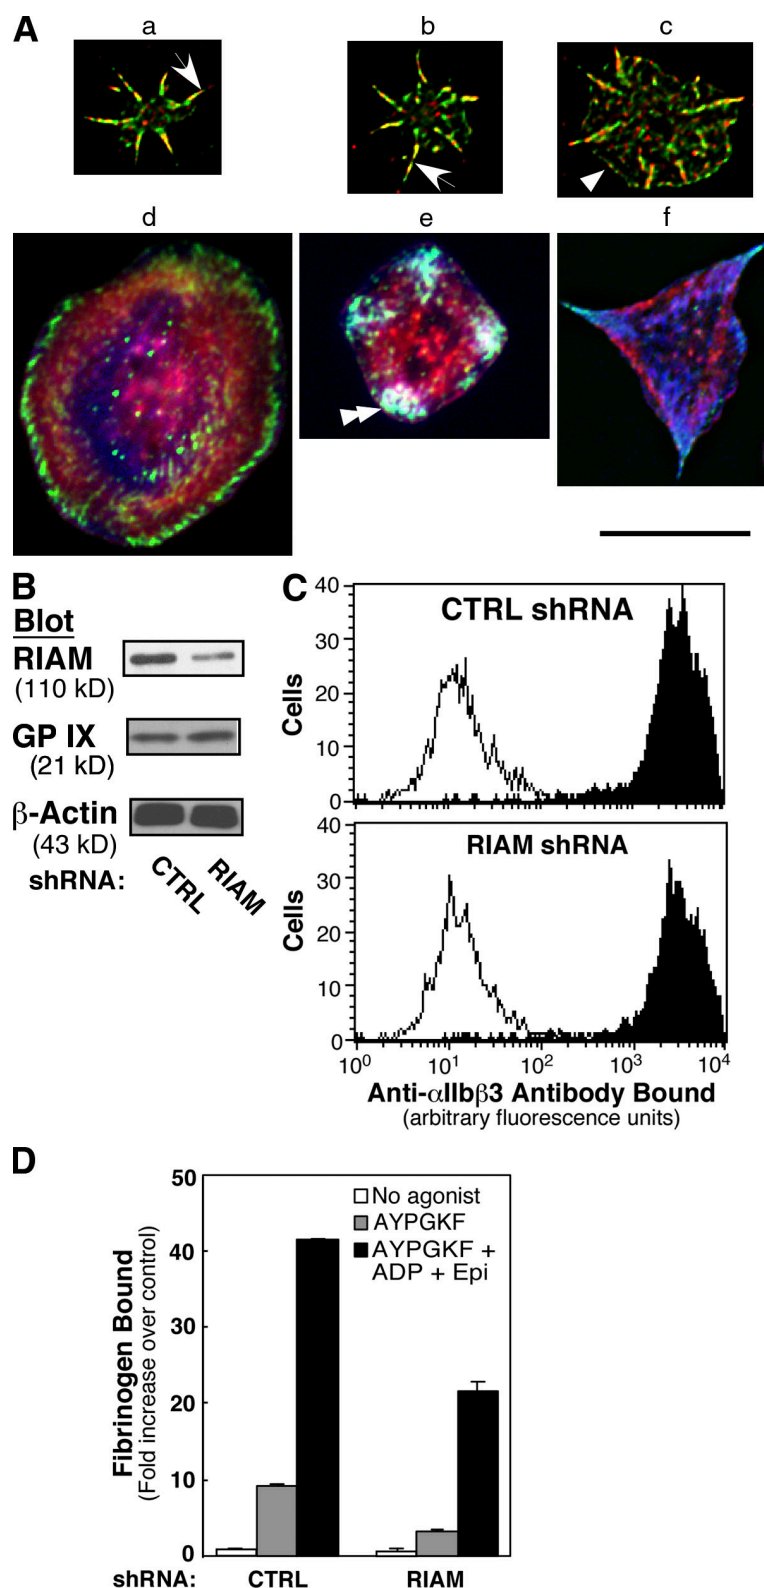 A
a b c
d e f
B
Blot
RIAM
(110 kD)
GP IX
(21 kD)
β-Actin
(43 kD)
shRNA: CTRL RIAM
C
CTRL shRNA
Cells
40
30
20
10
0
RIAM shRNA
Cells
40
30
20
10
0
10⁰ 10¹ 10² 10³ 10⁴
Anti-αIIbβ3 Antibody Bound
(arbitrary fluorescence units)
D
Fibrinogen Bound
(Fold increase over control)
50
40
30
20
10
0
No agonist
AYPGKF
AYPGKF +
ADP + Epi
shRNA: CTRL RIAM